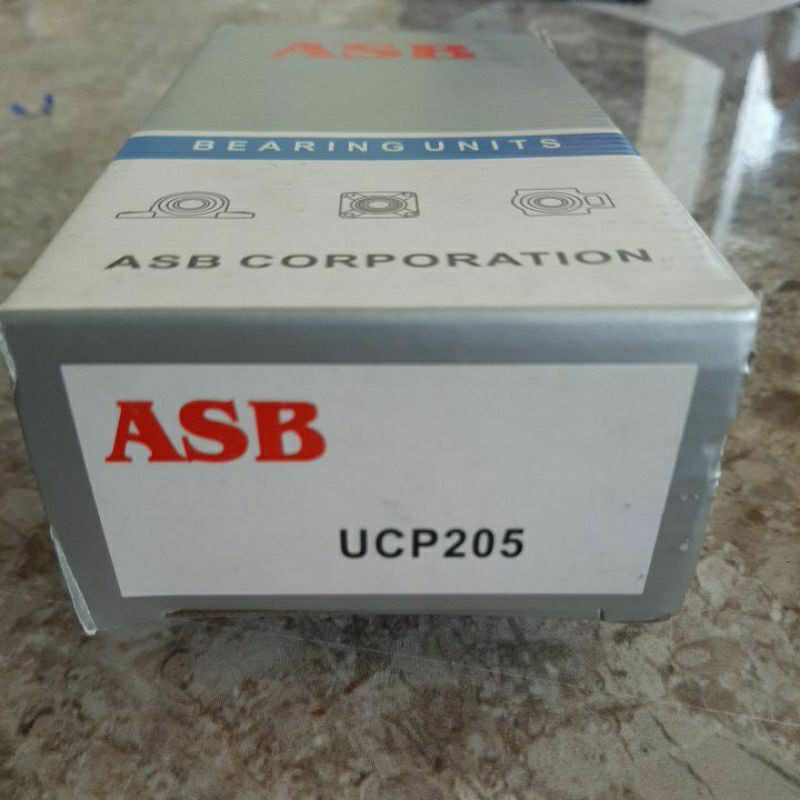 ASB
BEARING UNITS
ASB CORPORATION
ASB
UCP205